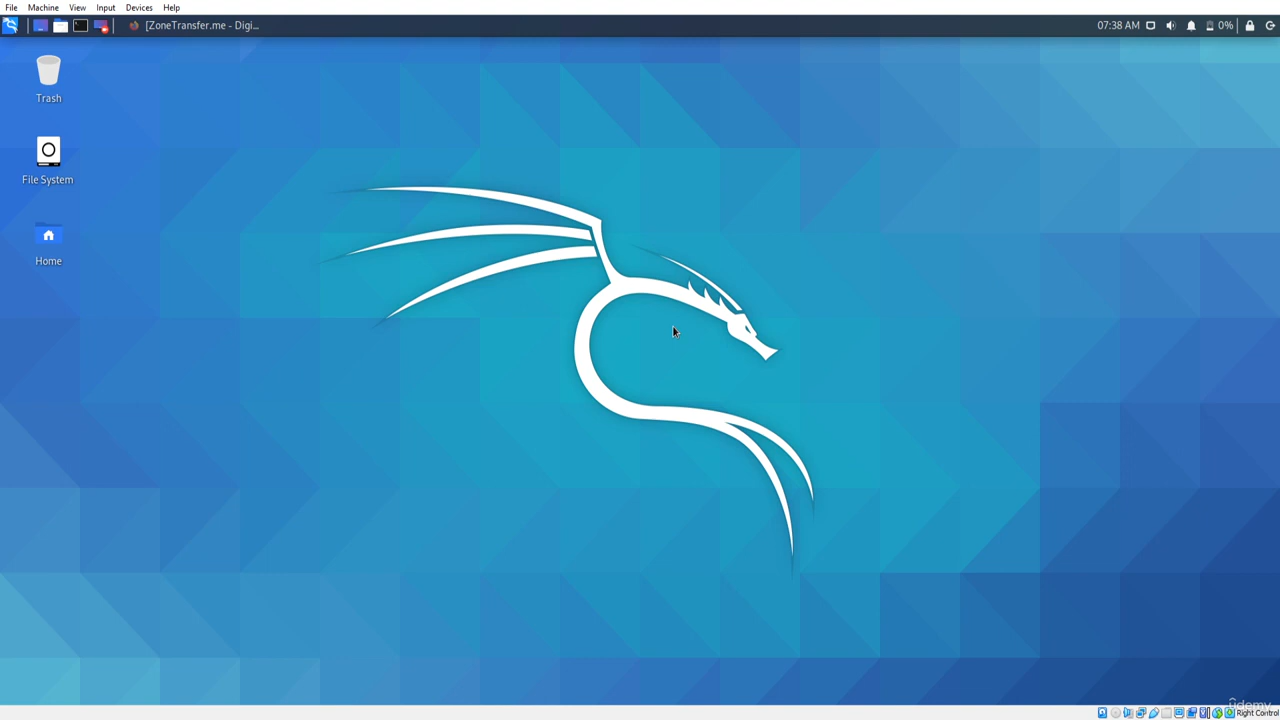 File Machine View Input Devices Help
[ZoneTransfer.me - Digi... 07:38 AM 0%
Trash
File System
Home
udemy
Right Control